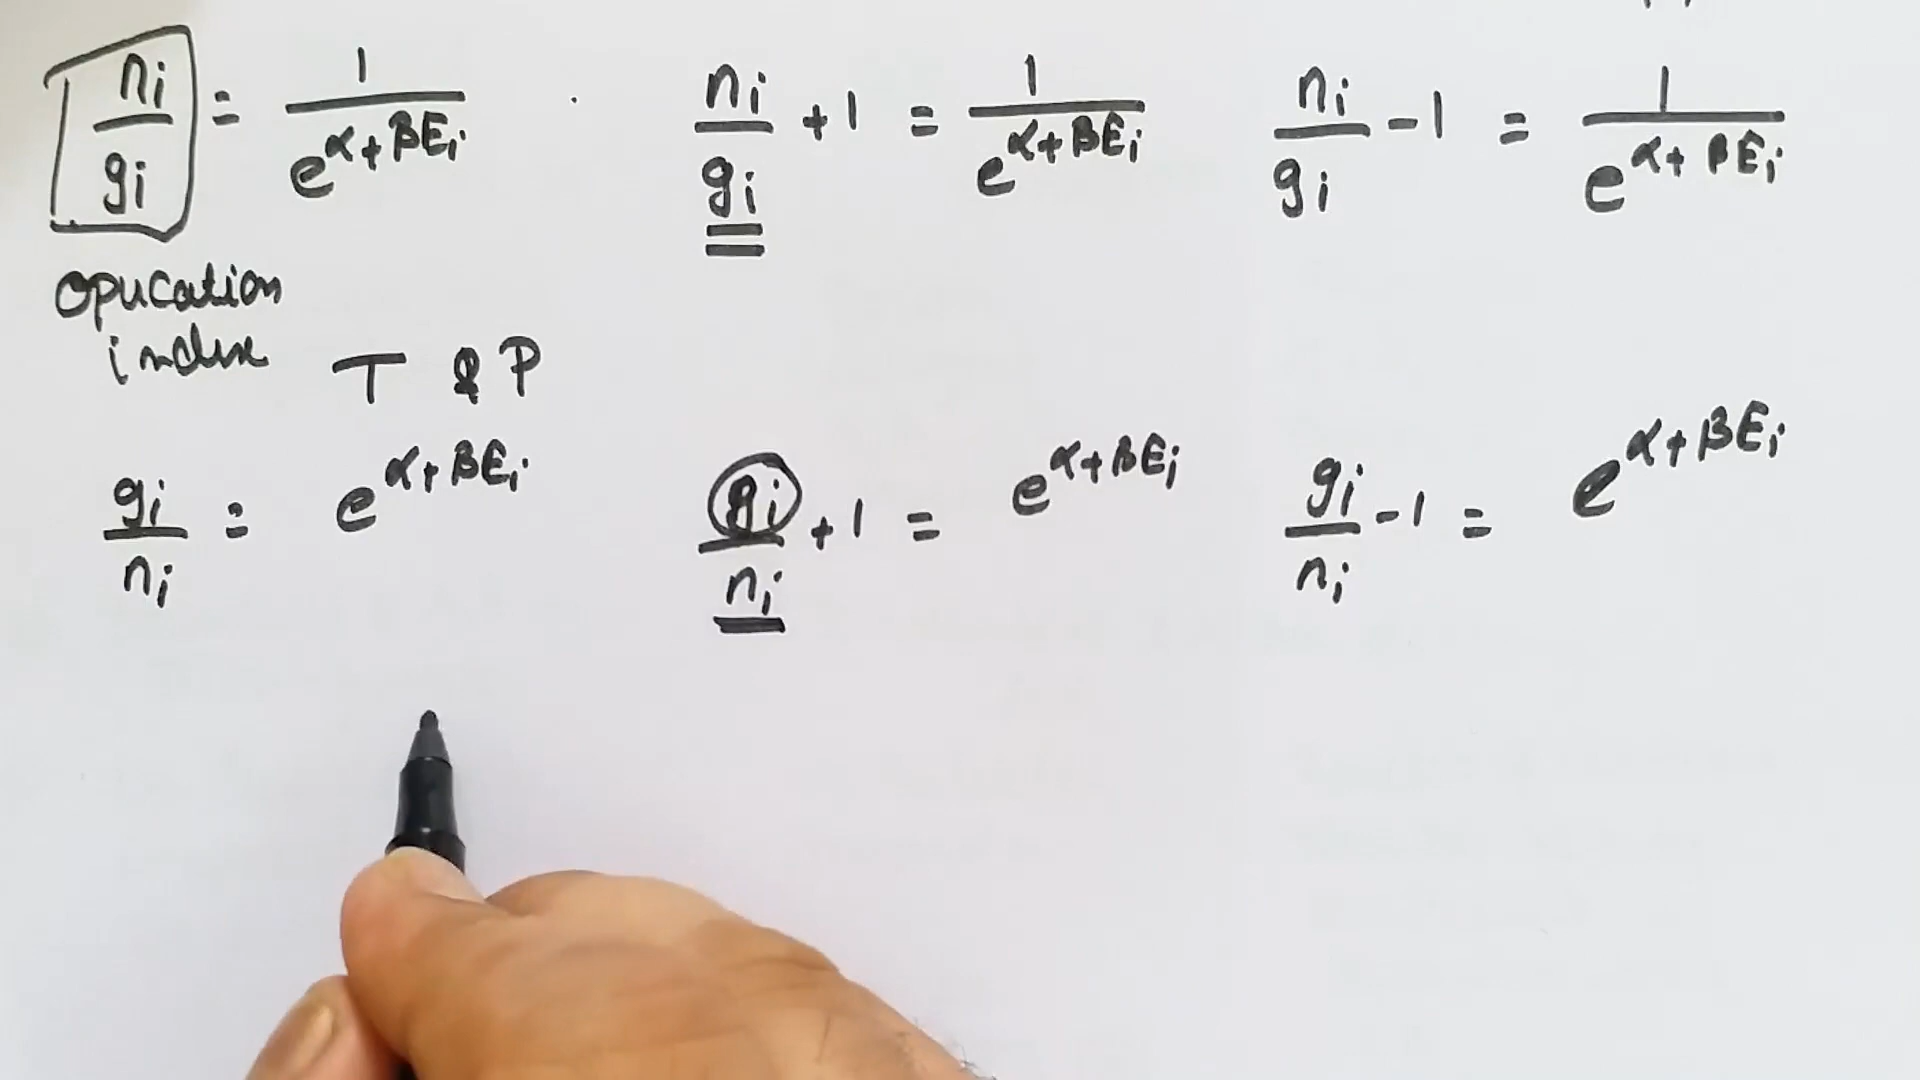 nᵢ/gᵢ = 1/e^(α+βEᵢ) nᵢ/gᵢ + 1 = 1/e^(α+βEᵢ) nᵢ/gᵢ - 1 = 1/e^(α+βEᵢ)
opucation
index
T & P
gᵢ/nᵢ = e^(α+βEᵢ) gᵢ/nᵢ + 1 = e^(α+βEᵢ) gᵢ/nᵢ - 1 = e^(α+βEᵢ)